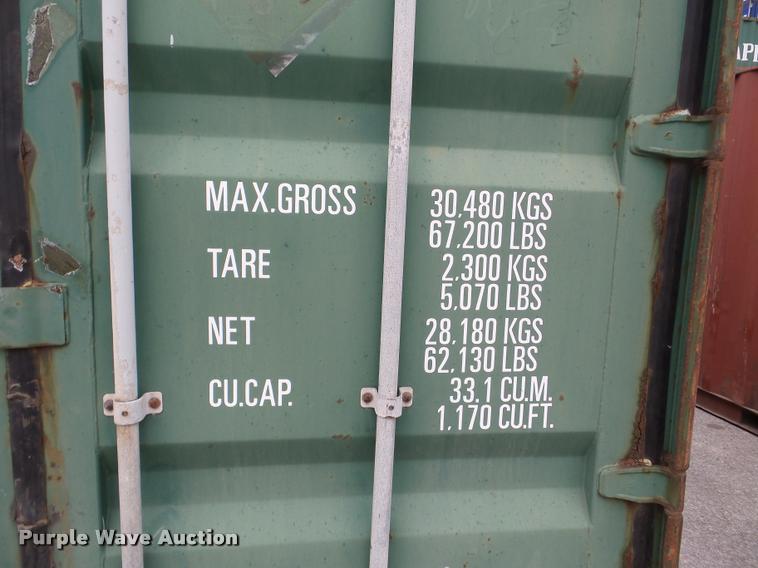 MAX.GROSS 30,480 KGS
67,200 LBS
TARE 2,300 KGS
5,070 LBS
NET 28,180 KGS
62,130 LBS
CU.CAP. 33.1 CU.M.
1,170 CU.FT.
Purple Wave Auction